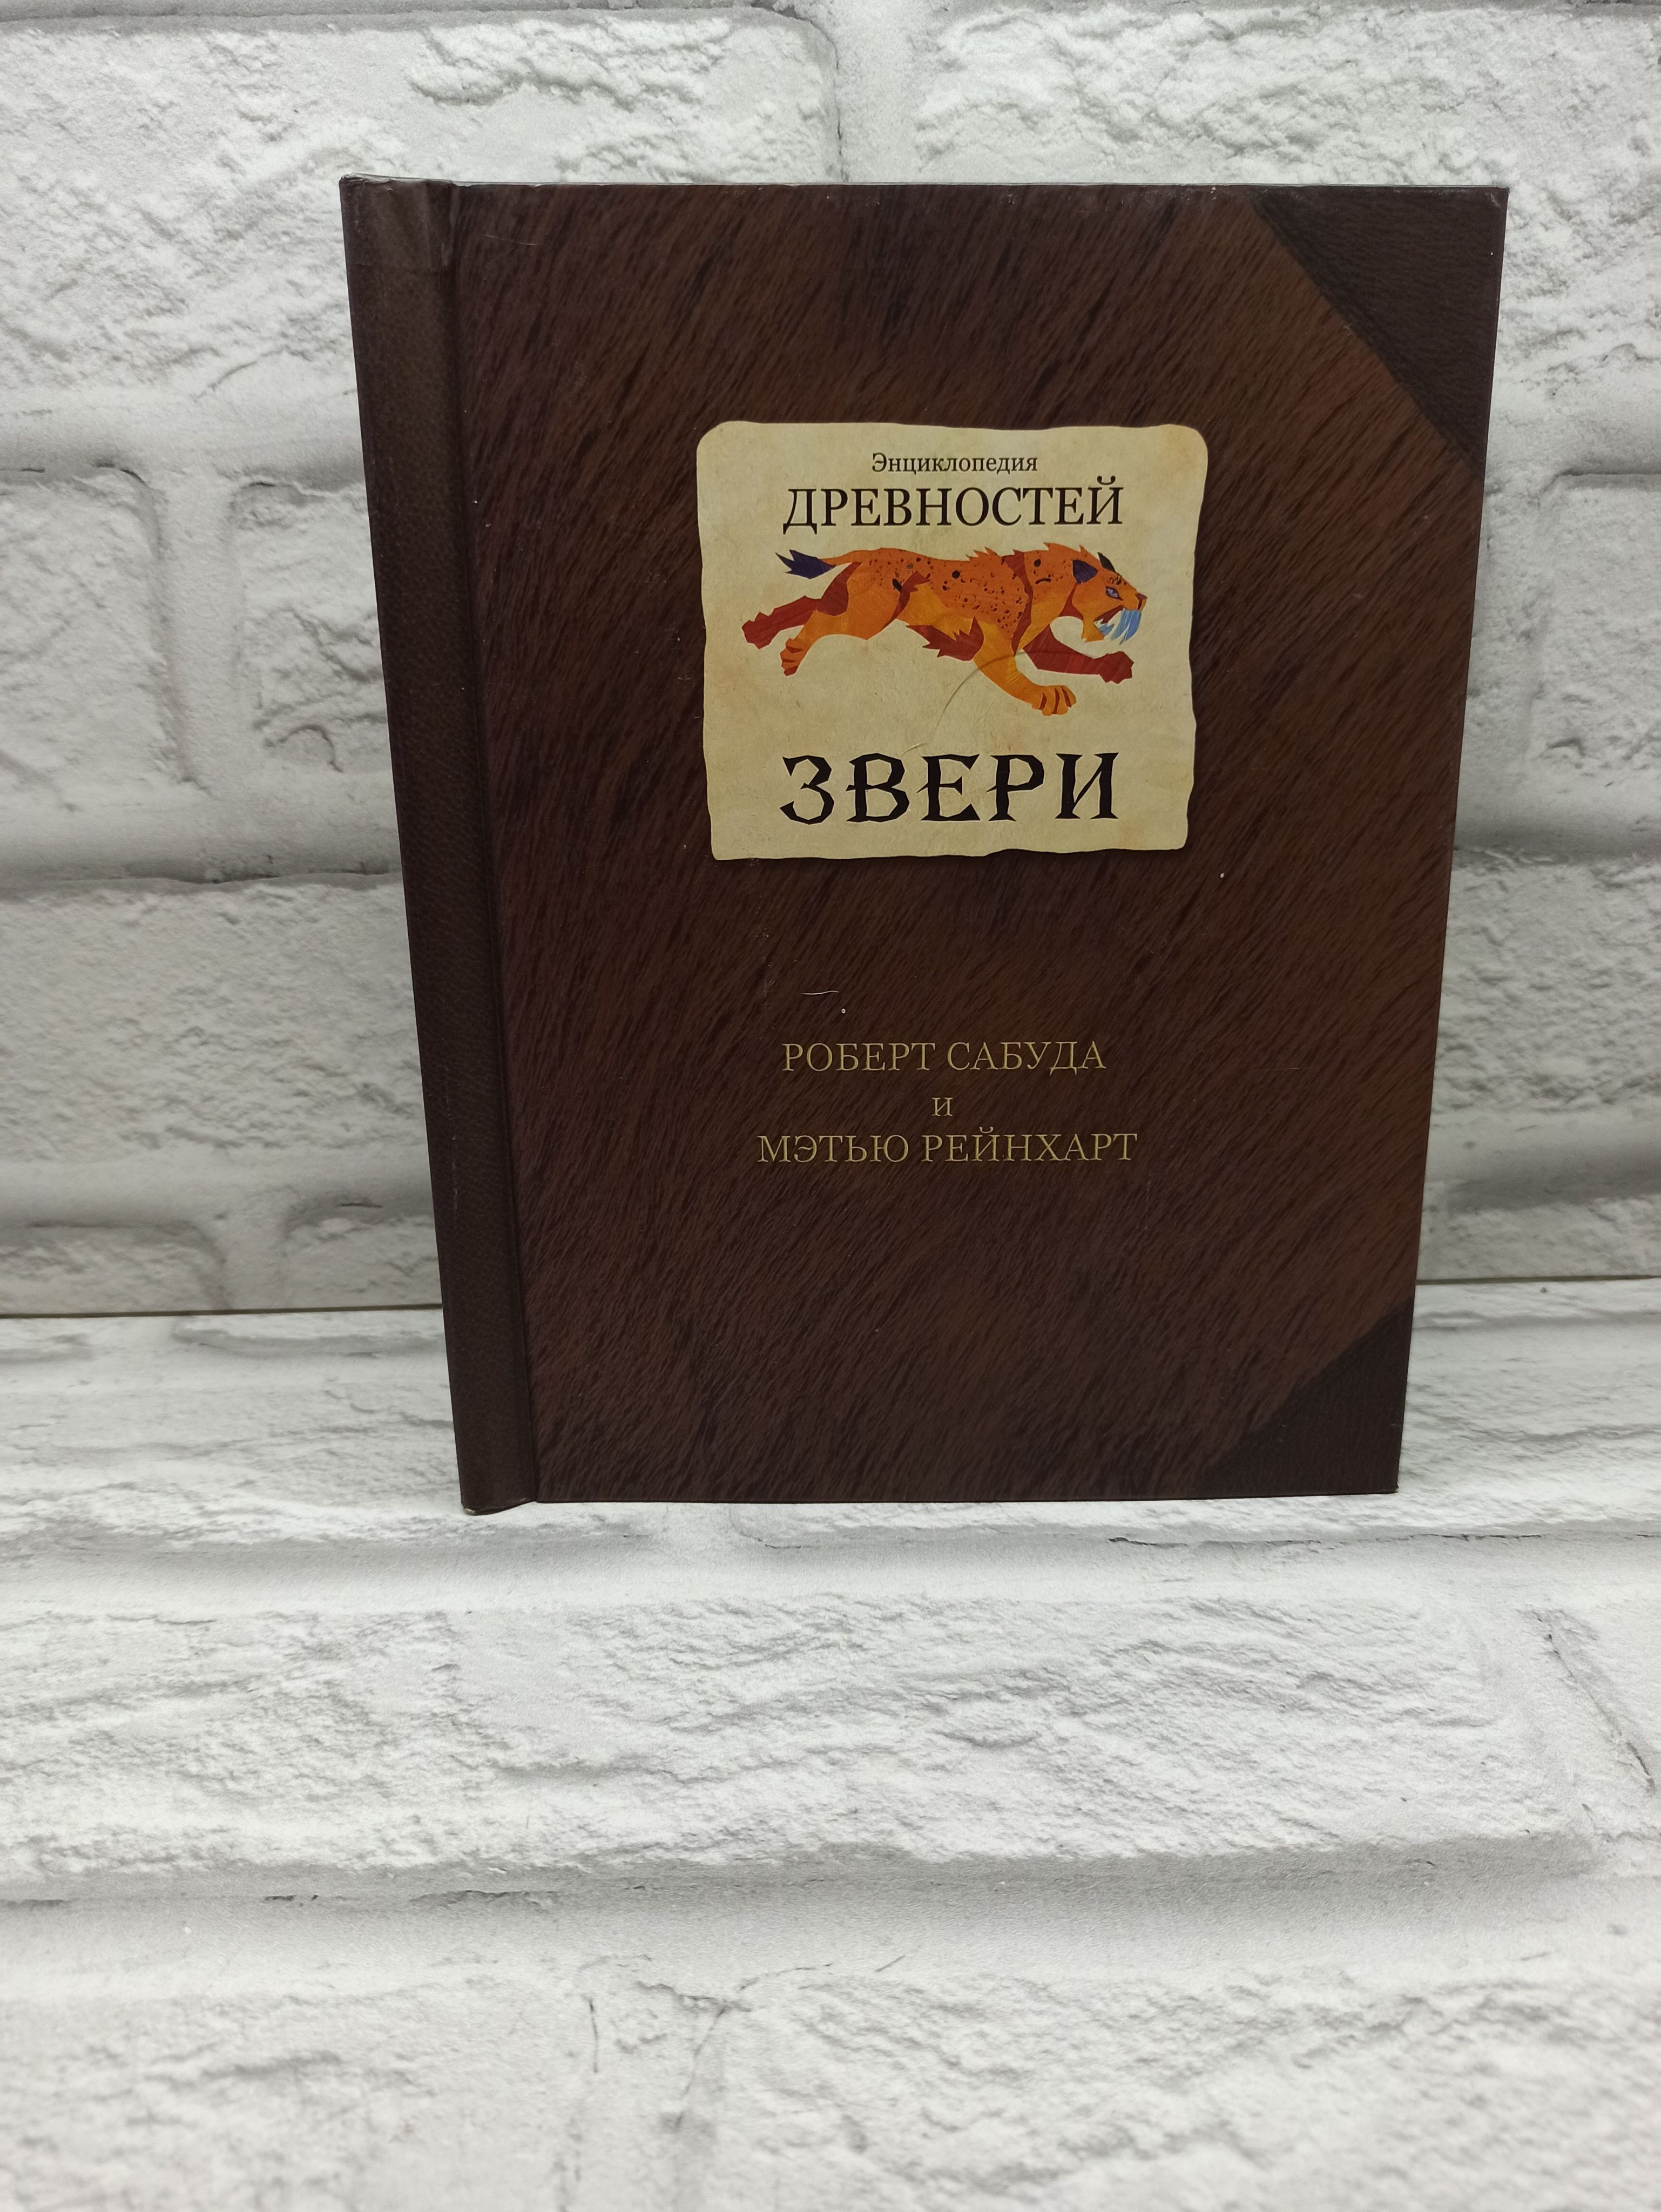 Энциклопедия
ДРЕВНОСТЕЙ
ЗВЕРИ
РОБЕРТ САБУДА
И
МЭТЬЮ РЕЙНХАРТ